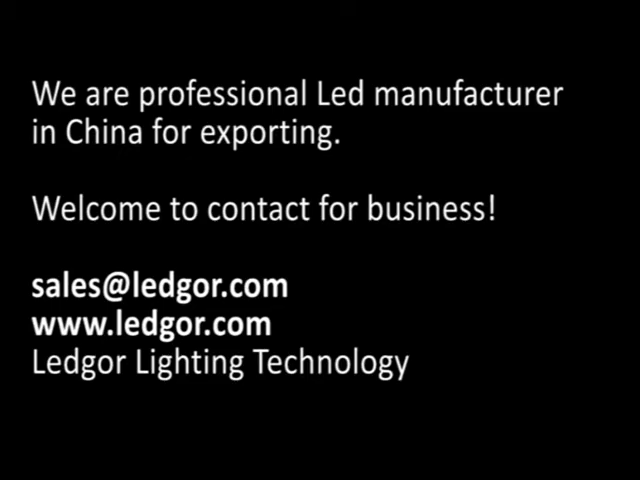 We are professional Led manufacturer
in China for exporting.
Welcome to contact for business!
sales@ledgor.com
www.ledgor.com
Ledgor Lighting Technology